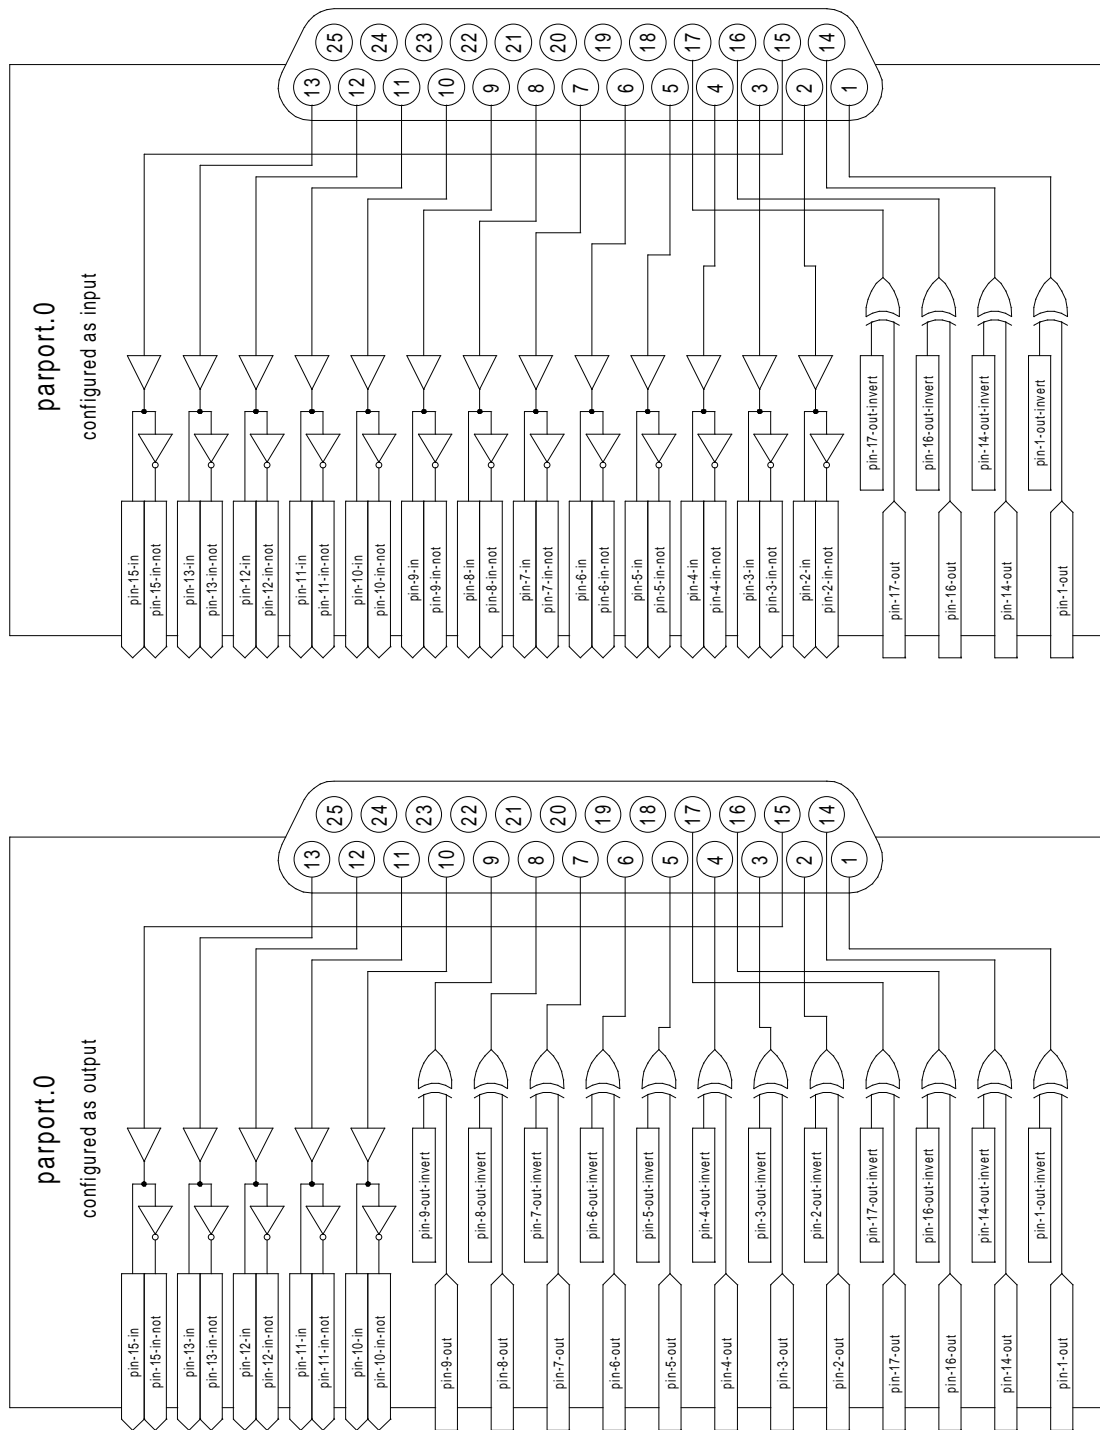 parport.0
configured as input
25
24
23
22
21
20
19
18
17
16
15
14
13
12
11
10
9
8
7
6
5
4
3
2
1
pin-15-in
pin-15-in-not
pin-13-in
pin-13-in-not
pin-12-in
pin-12-in-not
pin-11-in
pin-11-in-not
pin-10-in
pin-10-in-not
pin-9-in
pin-9-in-not
pin-8-in
pin-8-in-not
pin-7-in
pin-7-in-not
pin-6-in
pin-6-in-not
pin-5-in
pin-5-in-not
pin-4-in
pin-4-in-not
pin-3-in
pin-3-in-not
pin-2-in
pin-2-in-not
pin-17-out-invert
pin-17-out
pin-16-out-invert
pin-16-out
pin-14-out-invert
pin-14-out
pin-1-out-invert
pin-1-out
parport.0
configured as output
25
24
23
22
21
20
19
18
17
16
15
14
13
12
11
10
9
8
7
6
5
4
3
2
1
pin-15-in
pin-15-in-not
pin-13-in
pin-13-in-not
pin-12-in
pin-12-in-not
pin-11-in
pin-11-in-not
pin-10-in
pin-10-in-not
pin-9-out-invert
pin-9-out
pin-8-out-invert
pin-8-out
pin-7-out-invert
pin-7-out
pin-6-out-invert
pin-6-out
pin-5-out-invert
pin-5-out
pin-4-out-invert
pin-4-out
pin-3-out-invert
pin-3-out
pin-2-out-invert
pin-2-out
pin-17-out-invert
pin-17-out
pin-16-out-invert
pin-16-out
pin-14-out-invert
pin-14-out
pin-1-out-invert
pin-1-out